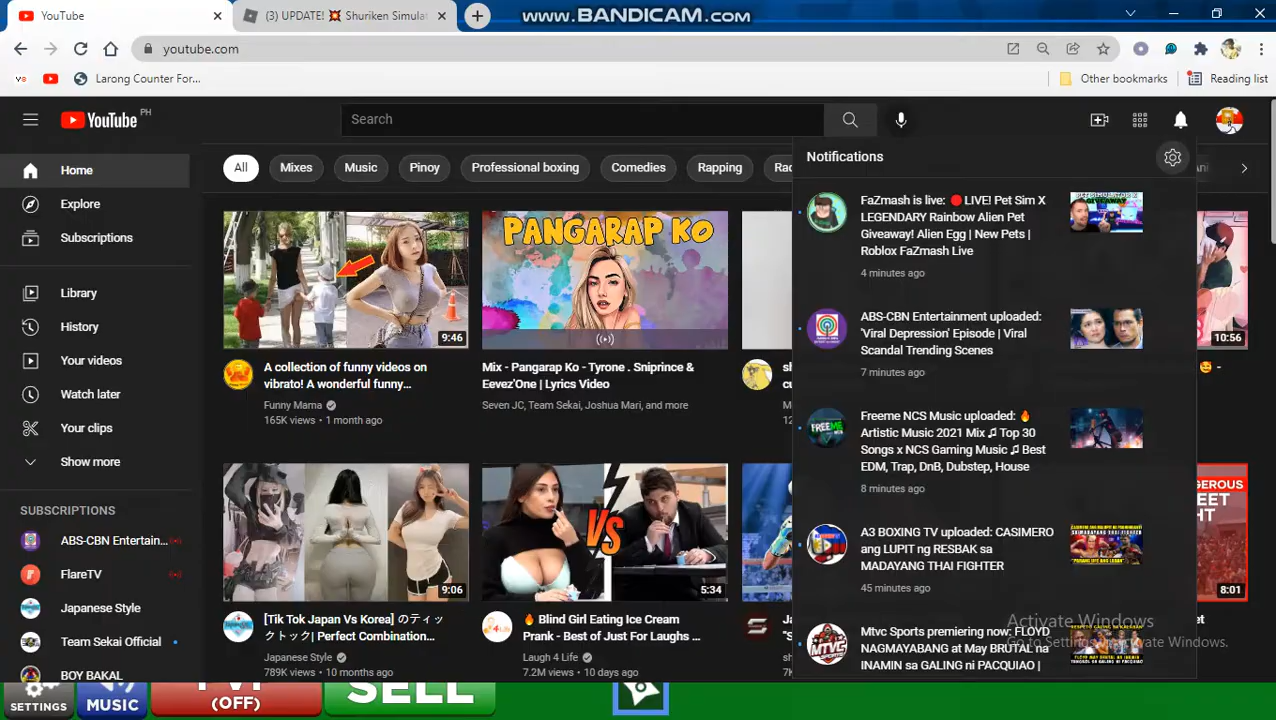 YouTube
(3) UPDATE! 💥 Shuriken Simulat
www.BANDICAM.com
youtube.com
Larong Counter For...
Other bookmarks
Reading list
YouTube PH
Search
Notifications
Home
Explore
Subscriptions
Library
History
Your videos
Watch later
Your clips
Show more
SUBSCRIPTIONS
ABS-CBN Entertain...
FlareTV
Japanese Style
Team Sekai Official
BOY BAKAL
All
Mixes
Music
Pinoy
Professional boxing
Comedies
Rapping
9:46
A collection of funny videos on
vibrato! A wonderful funny...
Funny Mama
165K views • 1 month ago
PANGARAP KO
Mix - Pangarap Ko - Tyrone . Sniprince &
Eevez'One | Lyrics Video
Seven JC, Team Sekai, Joshua Mari, and more
10:56
9:06
[Tik Tok Japan Vs Korea] のティ
ックトック| Perfect Combination...
Japanese Style
789K views • 10 months ago
VS
5:34
🔥 Blind Girl Eating Ice Cream
Prank - Best of Just For Laughs ...
Laugh 4 Life
7.2M views • 10 days ago
8:01
FaZmash is live: 🔴 LIVE! Pet Sim X
LEGENDARY Rainbow Alien Pet
Giveaway! Alien Egg | New Pets |
Roblox FaZmash Live
4 minutes ago
ABS-CBN Entertainment uploaded:
'Viral Depression' Episode | Viral
Scandal Trending Scenes
7 minutes ago
Freeme NCS Music uploaded: 🔥
Artistic Music 2021 Mix ♫ Top 30
Songs x NCS Gaming Music ♫ Best
EDM, Trap, DnB, Dubstep, House
8 minutes ago
A3 BOXING TV uploaded: CASIMERO
ang LUPIT ng RESBAK sa
MADAYANG THAI FIGHTER
45 minutes ago
Mtvc Sports premiering now: FLOYD
NAGMAYABANG at May BRUTAL na
INAMIN sa GALING ni PACQUIAO |
Activate Windows
Go to Settings to activate Windows.
SETTINGS
MUSIC
(OFF)
SELL